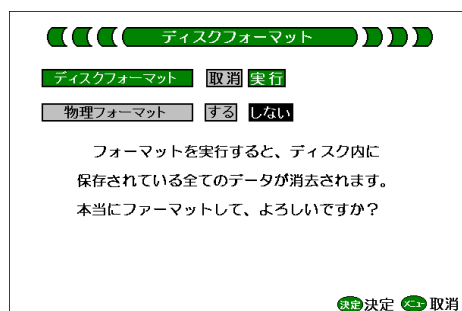 ディスクフォーマット
ディスクフォーマット 取消 実行
物理フォーマット する しない
フォーマットを実行すると、ディスク内に
保存されている全てのデータが消去されます。
本当にファーマットして、よろしいですか？
決定 決定 メニュー 取消